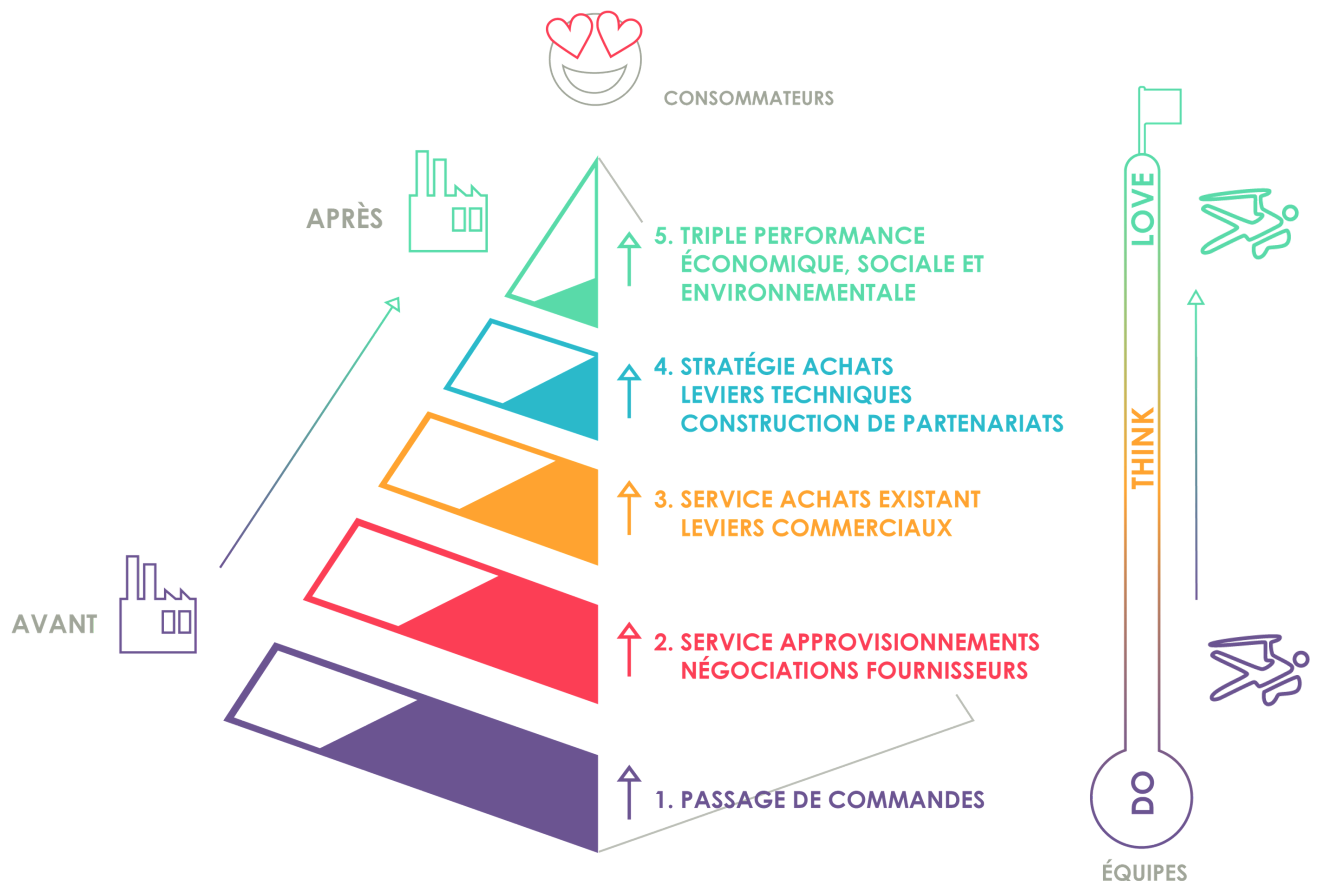 CONSOMMATEURS
APRÈS
5. TRIPLE PERFORMANCE
ÉCONOMIQUE, SOCIALE ET
ENVIRONNEMENTALE
4. STRATÉGIE ACHATS
LEVIERS TECHNIQUES
CONSTRUCTION DE PARTENARIATS
3. SERVICE ACHATS EXISTANT
LEVIERS COMMERCIAUX
AVANT
2. SERVICE APPROVISIONNEMENTS
NÉGOCIATIONS FOURNISSEURS
1. PASSAGE DE COMMANDES
LOVE
THINK
DO
ÉQUIPES